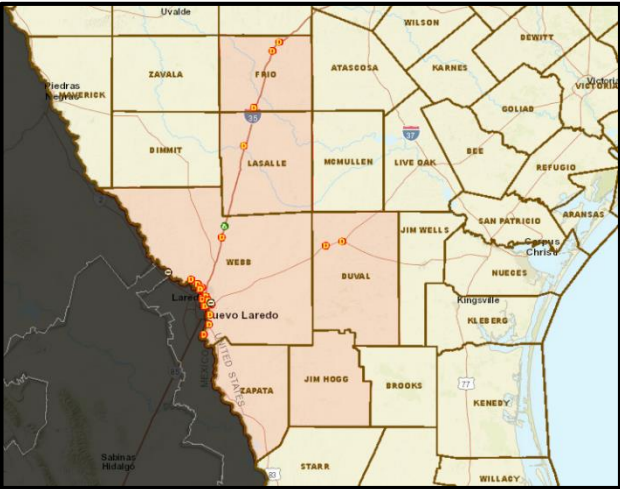 Uvalde
WILSON
DEWITT
ZAVALA
FRIO
ATASCOSA
KARNES
Piedras
Negras
MAVERICK
Victoria
VICTORIA
GOLIAD
35
37
DIMMIT
LASALLE
MCMULLEN
LIVE OAK
BEE
REFUGIO
2
ARANSAS
SAN PATRICIO
JIM WELLS
WEBB
Corpus
Christi
DUVAL
NUECES
Laredo
Nuevo Laredo
Kingsville
KLEBERG
MEXICO
UNITED STATES
ZAPATA
JIM HOGG
BROOKS
77
KENEDY
Sabinas
Hidalgo
83
STARR
WILLACY